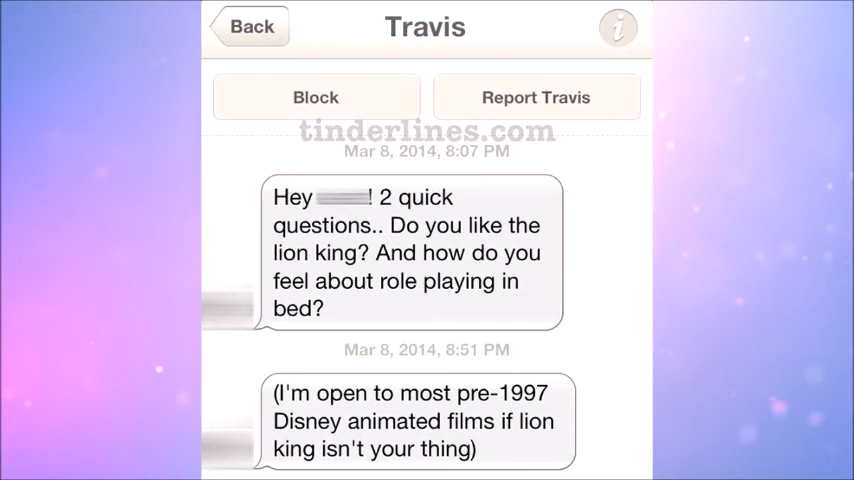 Back
Travis
i
Block
Report Travis
tinderlines.com
Mar 8, 2014, 8:07 PM
Hey ! 2 quick
questions.. Do you like the
lion king? And how do you
feel about role playing in
bed?
Mar 8, 2014, 8:51 PM
(I'm open to most pre-1997
Disney animated films if lion
king isn't your thing)